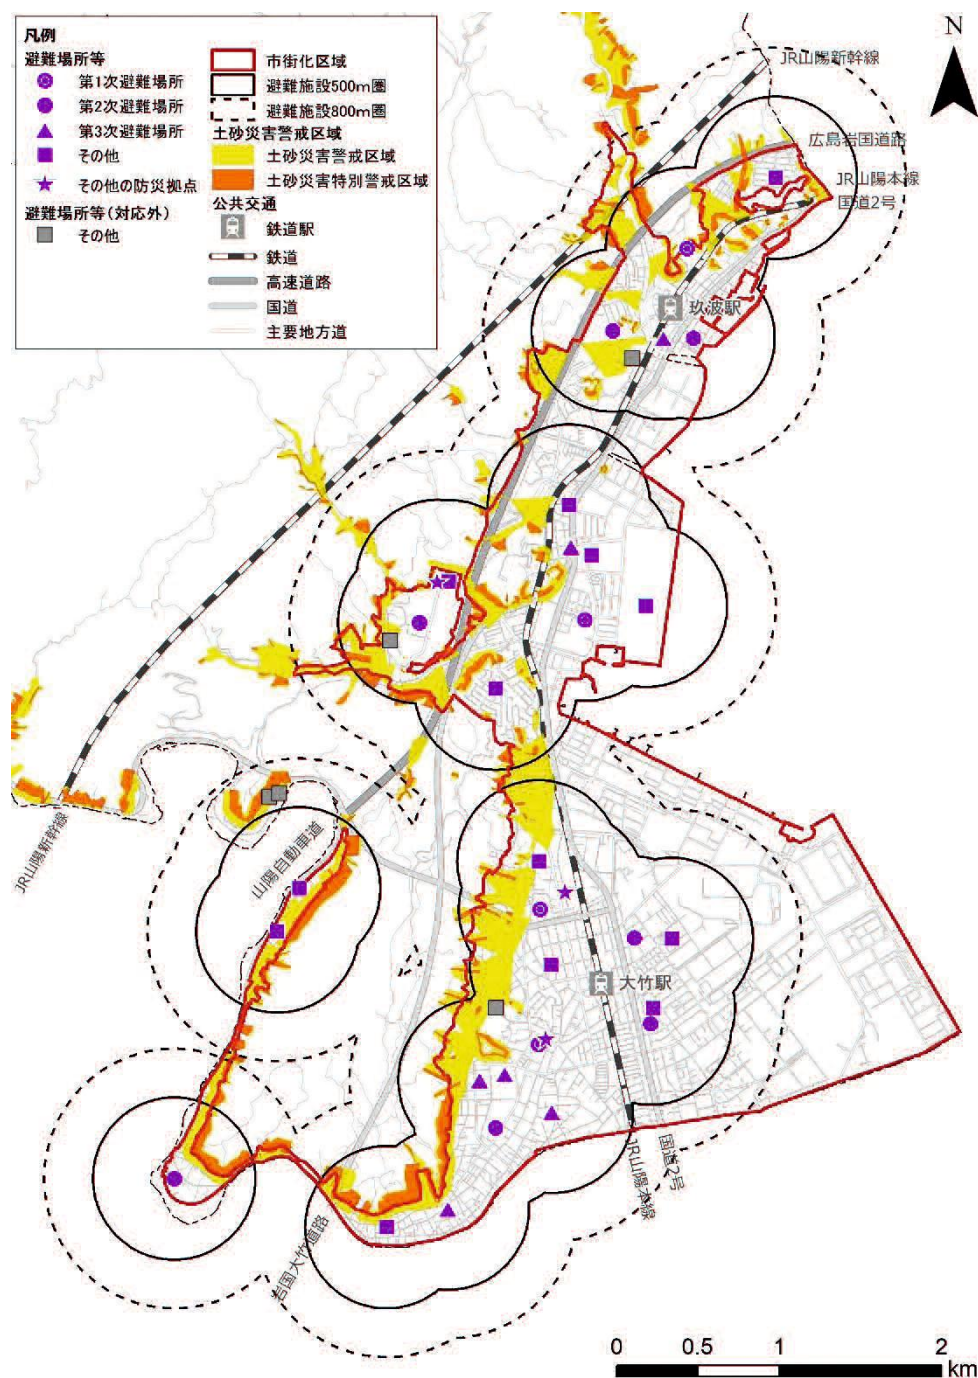 凡例
避難場所等
第1次避難場所
第2次避難場所
第3次避難場所
その他
その他の防災拠点
避難場所等(対応外)
その他
市街化区域
避難施設500m圏
避難施設800m圏
土砂災害警戒区域
土砂災害警戒区域
土砂災害特別警戒区域
公共交通
鉄道駅
鉄道
高速道路
国道
主要地方道
N
JR山陽新幹線
広島岩国道路
JR山陽本線
国道2号
玖波駅
JR山陽新幹線
山陽自動車道
大竹駅
国道2号
JR山陽本線
岩国大竹道路
0 0.5 1 2
km